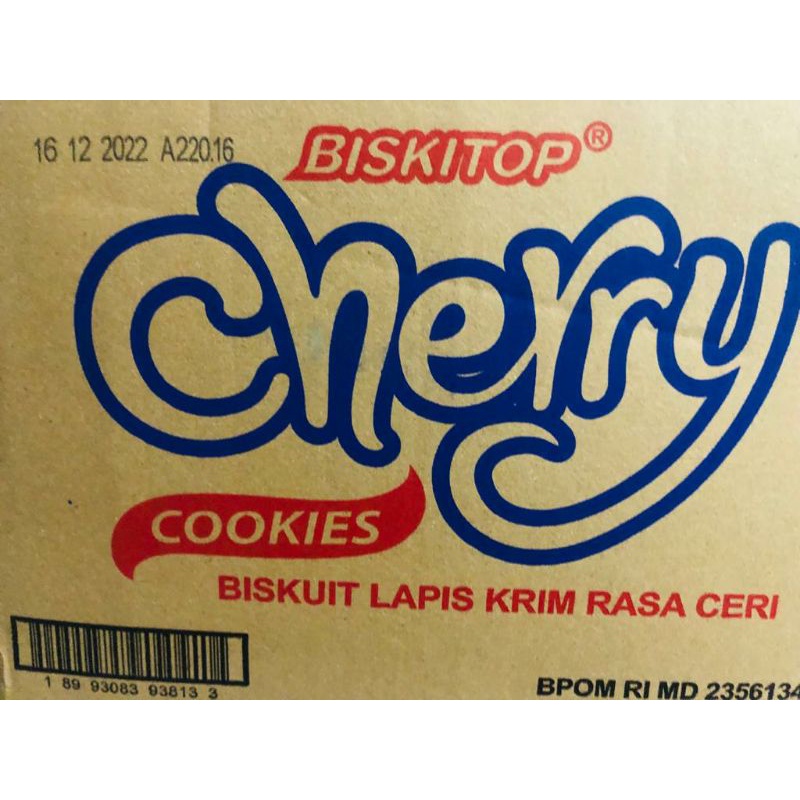 16 12 2022 A220.16
BISKITOP®
Cherry
COOKIES
BISKUIT LAPIS KRIM RASA CERI
1 89 93083 93813 3
BPOM RI MD 2356134